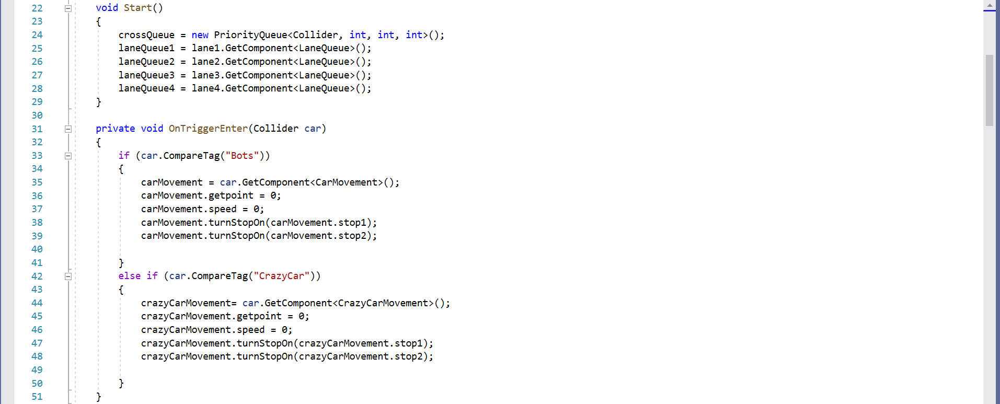 22 void Start()
23 {
24 crossQueue = new PriorityQueue<Collider, int, int, int>();
25 laneQueue1 = lane1.GetComponent<LaneQueue>();
26 laneQueue2 = lane2.GetComponent<LaneQueue>();
27 laneQueue3 = lane3.GetComponent<LaneQueue>();
28 laneQueue4 = lane4.GetComponent<LaneQueue>();
29 }
30
31 private void OnTriggerEnter(Collider car)
32 {
33 if (car.CompareTag("Bots"))
34 {
35 carMovement = car.GetComponent<CarMovement>();
36 carMovement.getpoint = 0;
37 carMovement.speed = 0;
38 carMovement.turnStopOn(carMovement.stop1);
39 carMovement.turnStopOn(carMovement.stop2);
40
41 }
42 else if (car.CompareTag("CrazyCar"))
43 {
44 crazyCarMovement= car.GetComponent<CrazyCarMovement>();
45 crazyCarMovement.getpoint = 0;
46 crazyCarMovement.speed = 0;
47 crazyCarMovement.turnStopOn(crazyCarMovement.stop1);
48 crazyCarMovement.turnStopOn(crazyCarMovement.stop2);
49
50 }
51 }